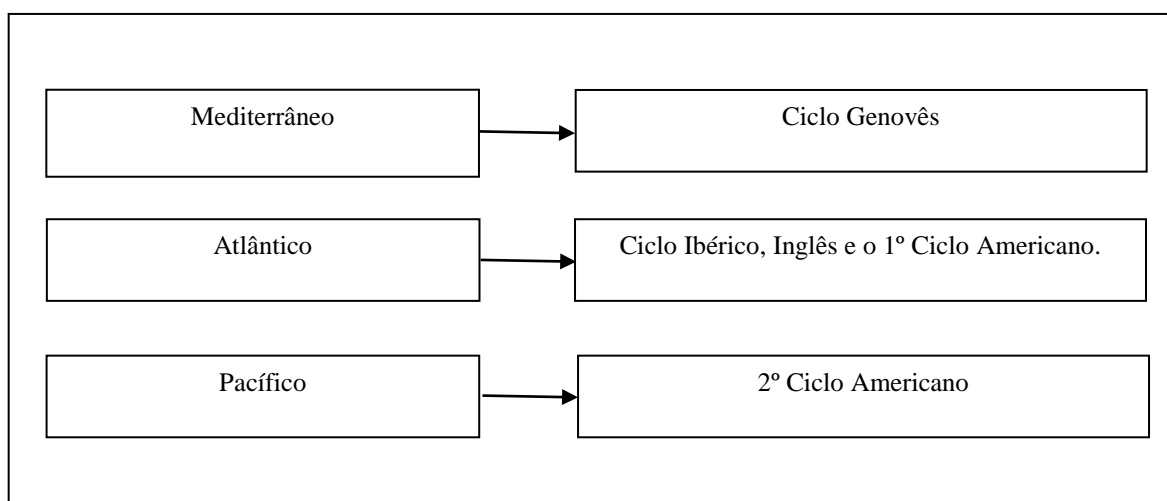 Mediterrâneo
Ciclo Genovês
Atlântico
Ciclo Ibérico, Inglês e o 1º Ciclo Americano.
Pacífico
2º Ciclo Americano